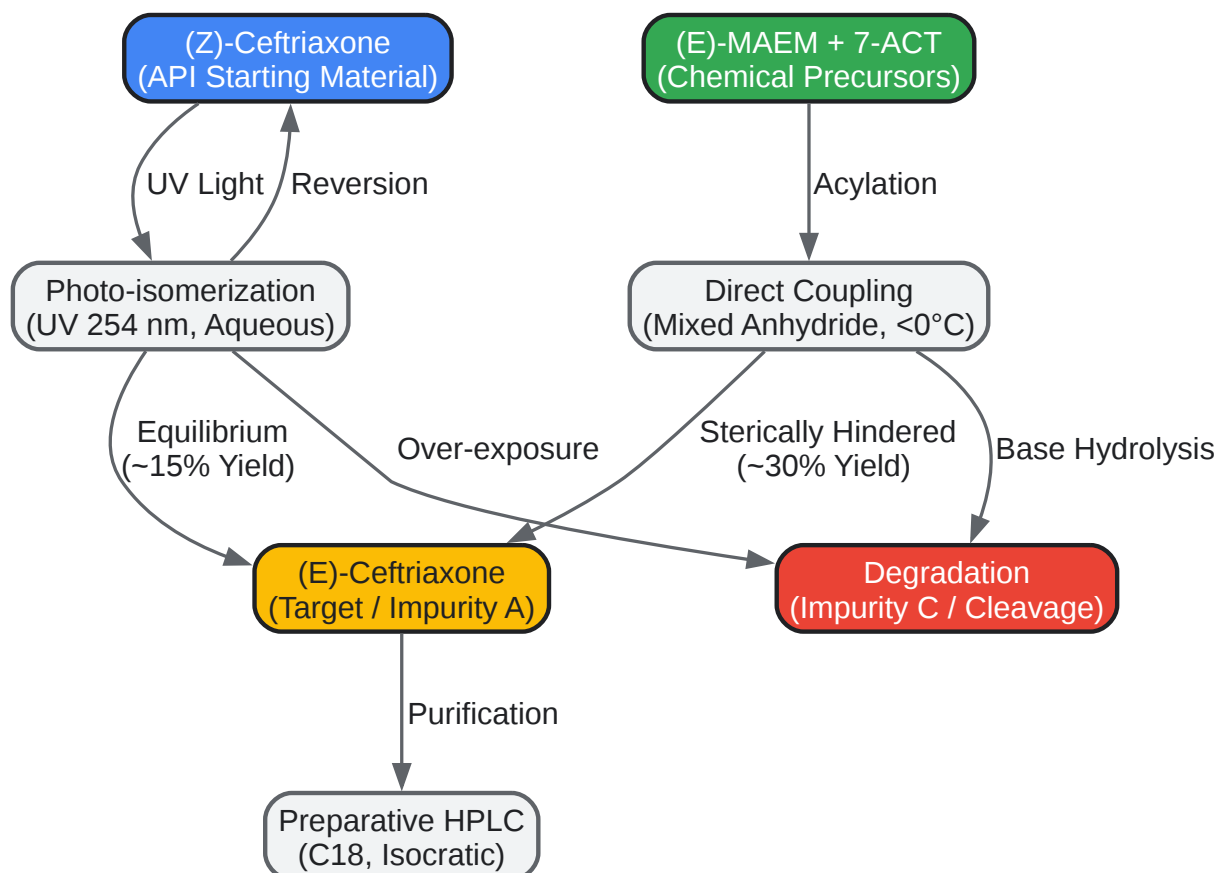 (Z)-Ceftriaxone
(API Starting Material)
(E)-MAEM + 7-ACT
(Chemical Precursors)
UV Light
Reversion
Acylation
Photo-isomerization
(UV 254 nm, Aqueous)
Direct Coupling
(Mixed Anhydride, <0°C)
Equilibrium
(~15% Yield)
Over-exposure
Sterically Hindered
(~30% Yield)
Base Hydrolysis
(E)-Ceftriaxone
(Target / Impurity A)
Degradation
(Impurity C / Cleavage)
Purification
Preparative HPLC
(C18, Isocratic)